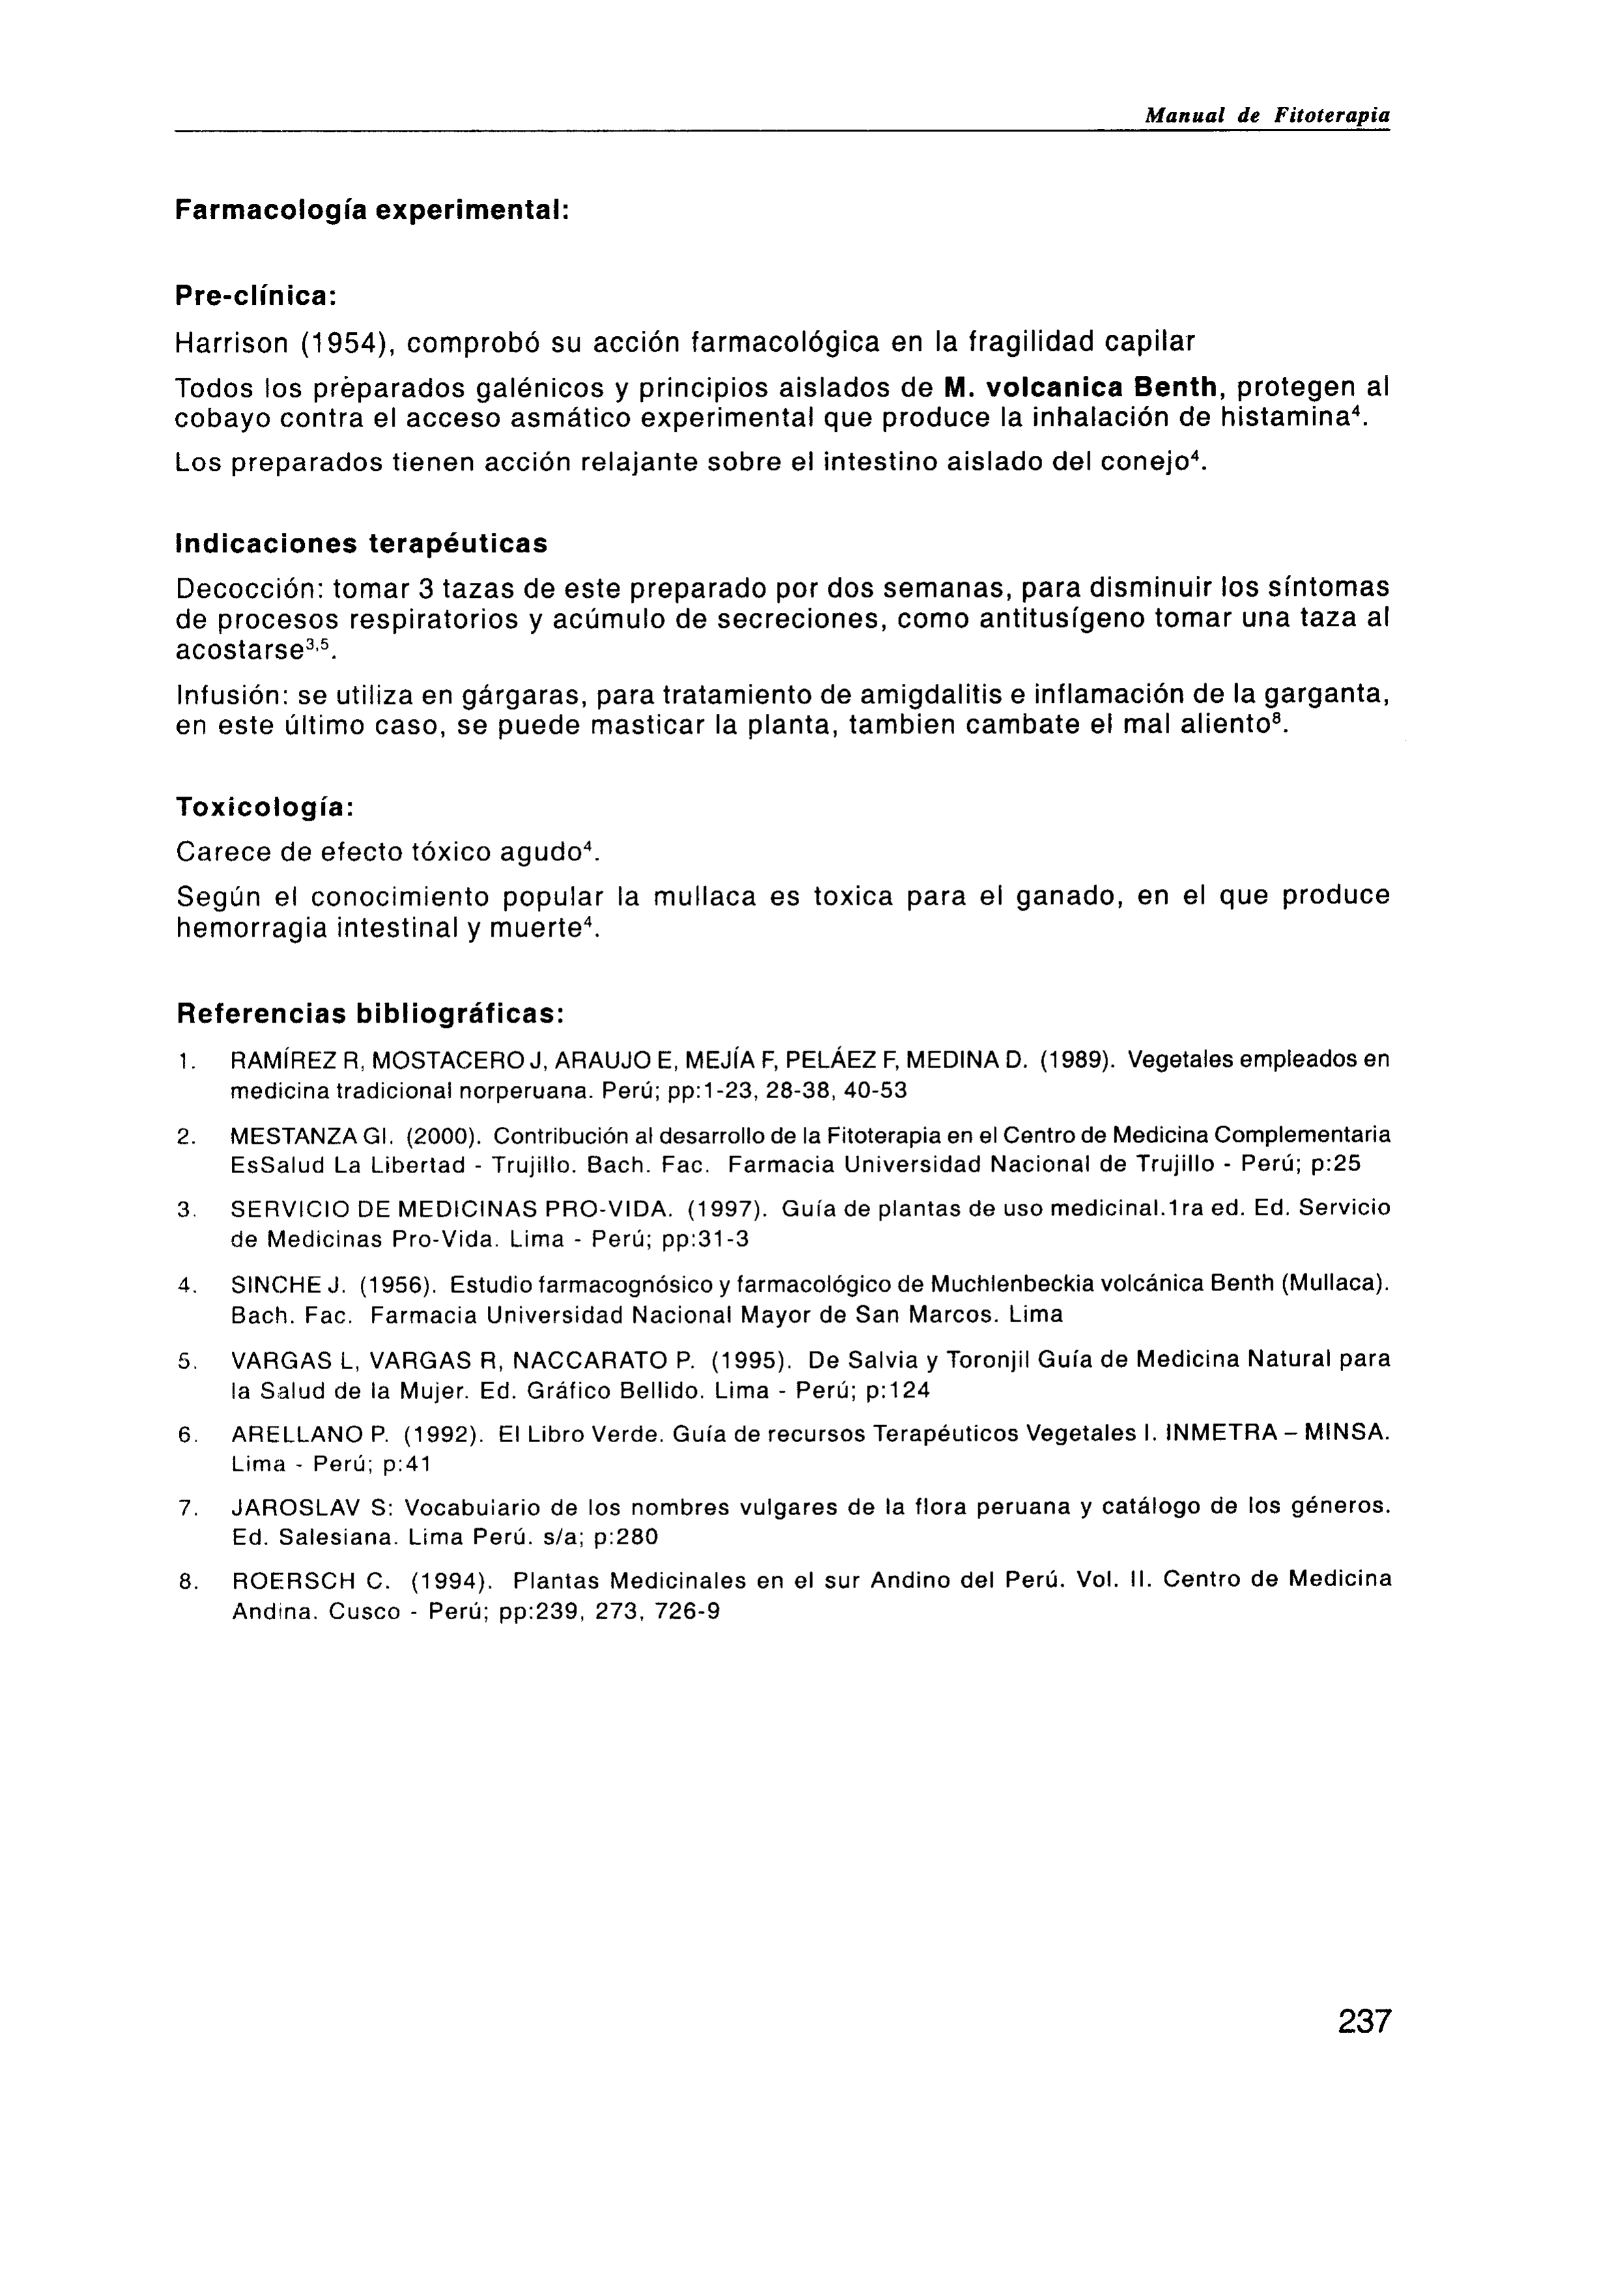 Manual de Fitoterapia
Farmacología experimental:
Pre-clínica:
Harrison (1954), comprobó su acción farmacológica en la fragilidad capilar
Todos los prèparados galénicos y principios aislados de M. volcanica Benth, protegen al
cobayo contra el acceso asmático experimental que produce la inhalación de histamina⁴.
Los preparados tienen acción relajante sobre el intestino aislado del conejo⁴.
Indicaciones terapéuticas
Decocción: tomar 3 tazas de este preparado por dos semanas, para disminuir los síntomas
de procesos respiratorios y acúmulo de secreciones, como antitusígeno tomar una taza al
acostarse³,⁵.
Infusión: se utiliza en gárgaras, para tratamiento de amigdalitis e inflamación de la garganta,
en este último caso, se puede masticar la planta, tambien cambate el mal aliento⁸.
Toxicología:
Carece de efecto tóxico agudo⁴.
Según el conocimiento popular la mullaca es toxica para el ganado, en el que produce
hemorragia intestinal y muerte⁴.
Referencias bibliográficas:
1. RAMÍREZ R, MOSTACERO J, ARAUJO E, MEJÍA F, PELÁEZ F, MEDINA D. (1989). Vegetales empleados en
medicina tradicional norperuana. Perú; pp:1-23, 28-38, 40-53
2. MESTANZA GI. (2000). Contribución al desarrollo de la Fitoterapia en el Centro de Medicina Complementaria
EsSalud La Libertad - Trujillo. Bach. Fac. Farmacia Universidad Nacional de Trujillo - Perú; p:25
3. SERVICIO DE MEDICINAS PRO-VIDA. (1997). Guía de plantas de uso medicinal.1ra ed. Ed. Servicio
de Medicinas Pro-Vida. Lima - Perú; pp:31-3
4. SINCHE J. (1956). Estudio farmacognósico y farmacológico de Muchlenbeckia volcánica Benth (Mullaca).
Bach. Fac. Farmacia Universidad Nacional Mayor de San Marcos. Lima
5. VARGAS L, VARGAS R, NACCARATO P. (1995). De Salvia y Toronjil Guía de Medicina Natural para
la Salud de la Mujer. Ed. Gráfico Bellido. Lima - Perú; p:124
6. ARELLANO P. (1992). El Libro Verde. Guía de recursos Terapéuticos Vegetales I. INMETRA – MINSA.
Lima - Perú; p:41
7. JAROSLAV S: Vocabulario de los nombres vulgares de la flora peruana y catálogo de los géneros.
Ed. Salesiana. Lima Perú. s/a; p:280
8. ROERSCH C. (1994). Plantas Medicinales en el sur Andino del Perú. Vol. II. Centro de Medicina
Andina. Cusco - Perú; pp:239, 273, 726-9
237